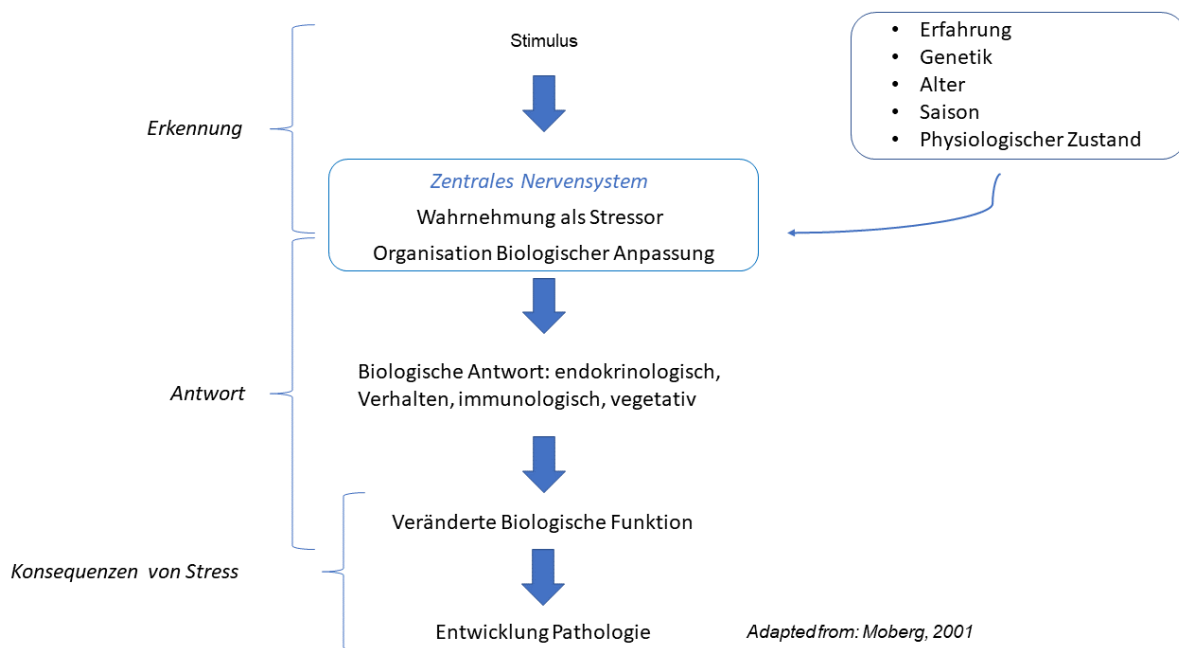 Stimulus
• Erfahrung
• Genetik
• Alter
• Saison
• Physiologischer Zustand
Erkennung
Zentrales Nervensystem
Wahrnehmung als Stressor
Organisation Biologischer Anpassung
Biologische Antwort: endokrinologisch,
Verhalten, immunologisch, vegetativ
Antwort
Veränderte Biologische Funktion
Konsequenzen von Stress
Entwicklung Pathologie
Adapted from: Moberg, 2001